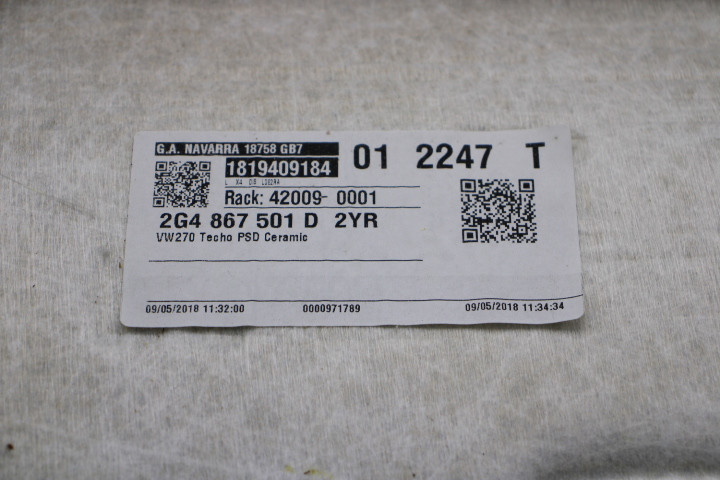 G.A. NAVARRA 18758 GB7
1819409184
01 2247 T
Rack: 42009- 0001
2G4 867 501 D 2YR
VW270 Techo PSD Ceramic
09/05/2018 11:32:00 0000971789 09/05/2018 11:34:34